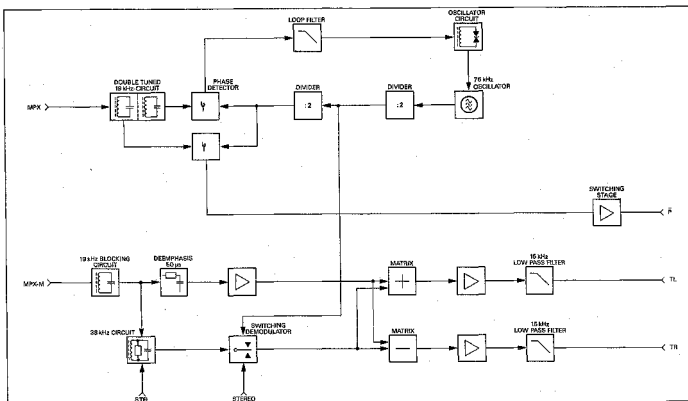 LOOP FILTER
OSCILLATOR
CIRCUIT
DOUBLE TUNED
19 kHz-CIRCUIT
PHASE
DETECTOR
DIVIDER
DIVIDER
76 kHz
OSCILLATOR
MPX
:2
:2
SWITCHING
STAGE
P
19 kHz BLOCKING
CIRCUIT
DEEMPHASIS
50 µs
MATRIX
15 kHz
LOW PASS FILTER
MPX-M
TL
38 kHz CIRCUIT
SWITCHING
DEMODULATOR
MATRIX
15 kHz
LOW PASS FILTER
TR
STR
STEREO